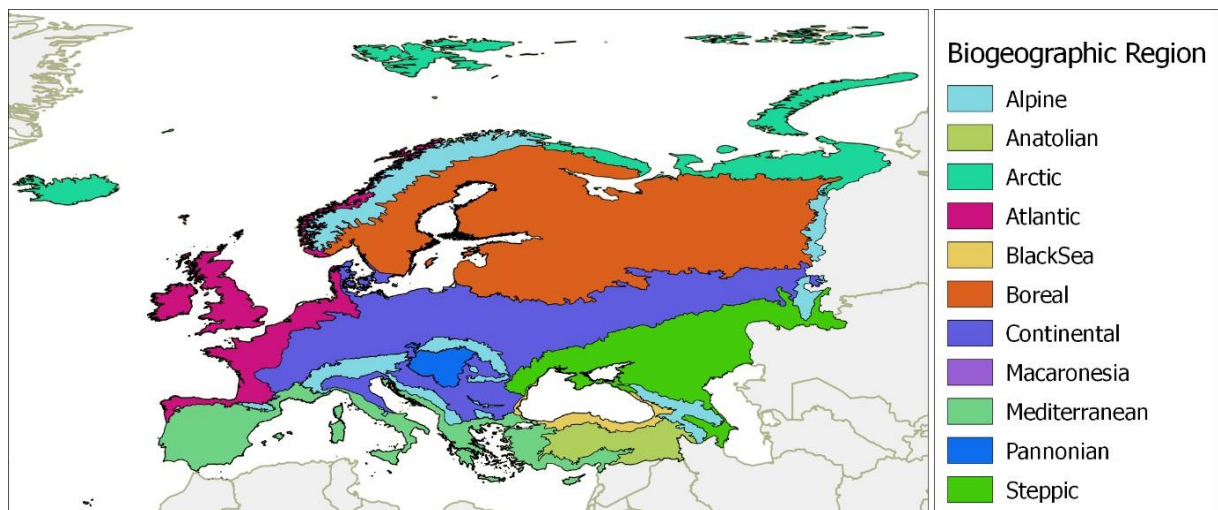 Biogeographic Region
Alpine
Anatolian
Arctic
Atlantic
BlackSea
Boreal
Continental
Macaronesia
Mediterranean
Pannonian
Steppic